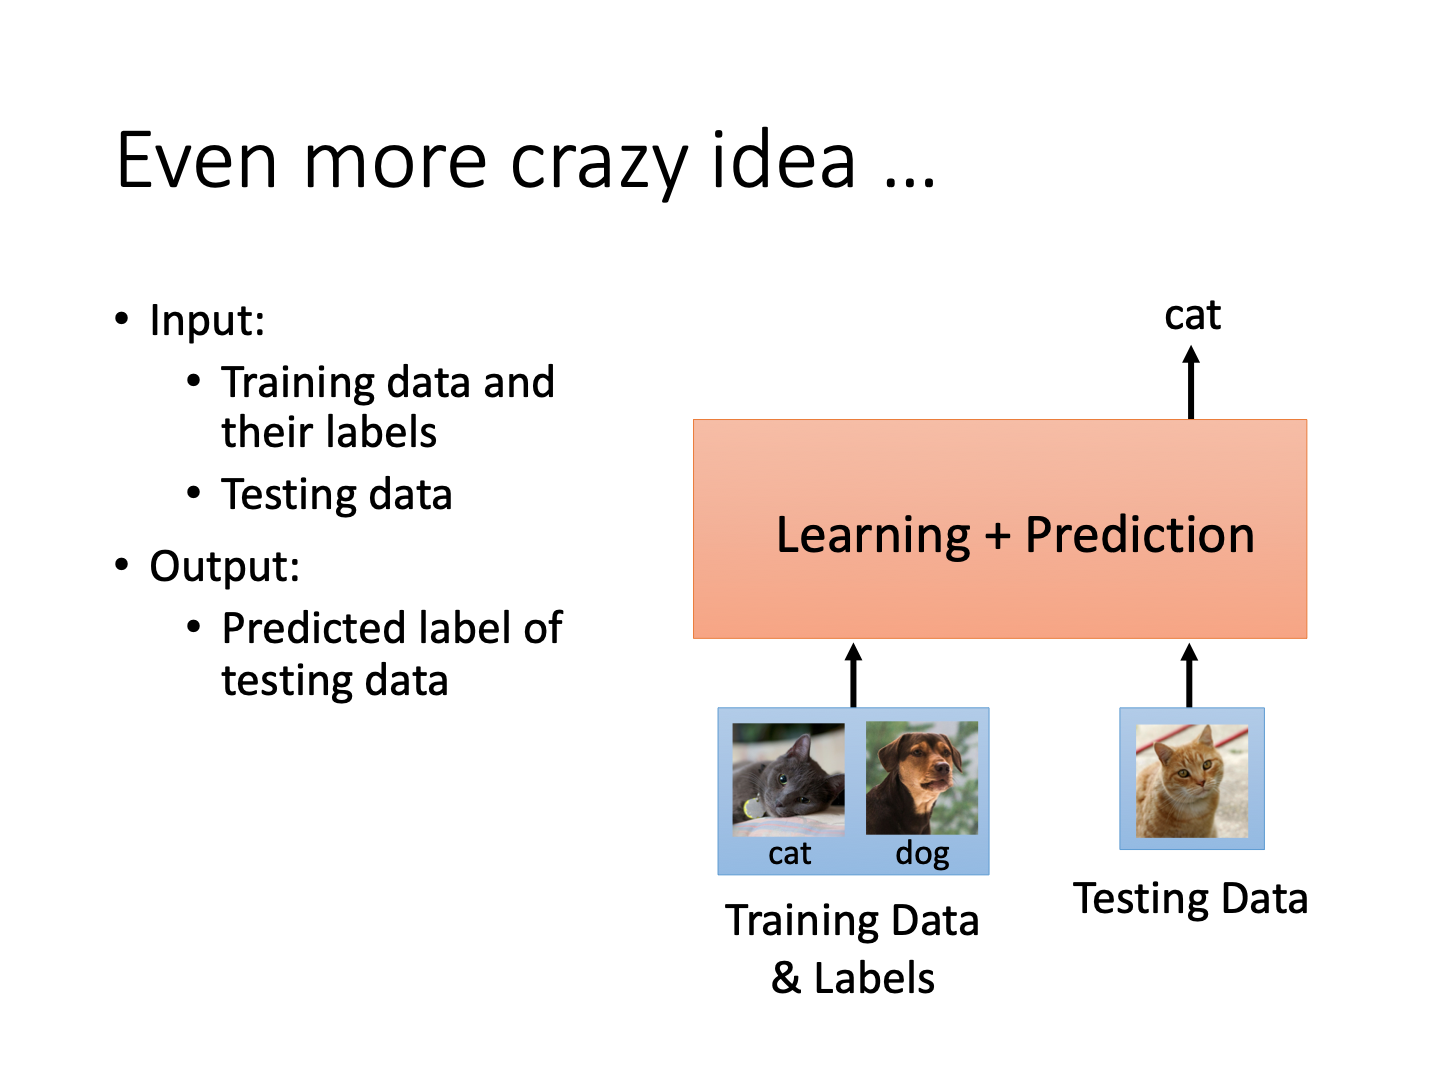 Even more crazy idea …
• Input:
• Training data and
their labels
• Testing data
• Output:
• Predicted label of
testing data
cat
Learning + Prediction
cat
dog
Training Data
& Labels
Testing Data